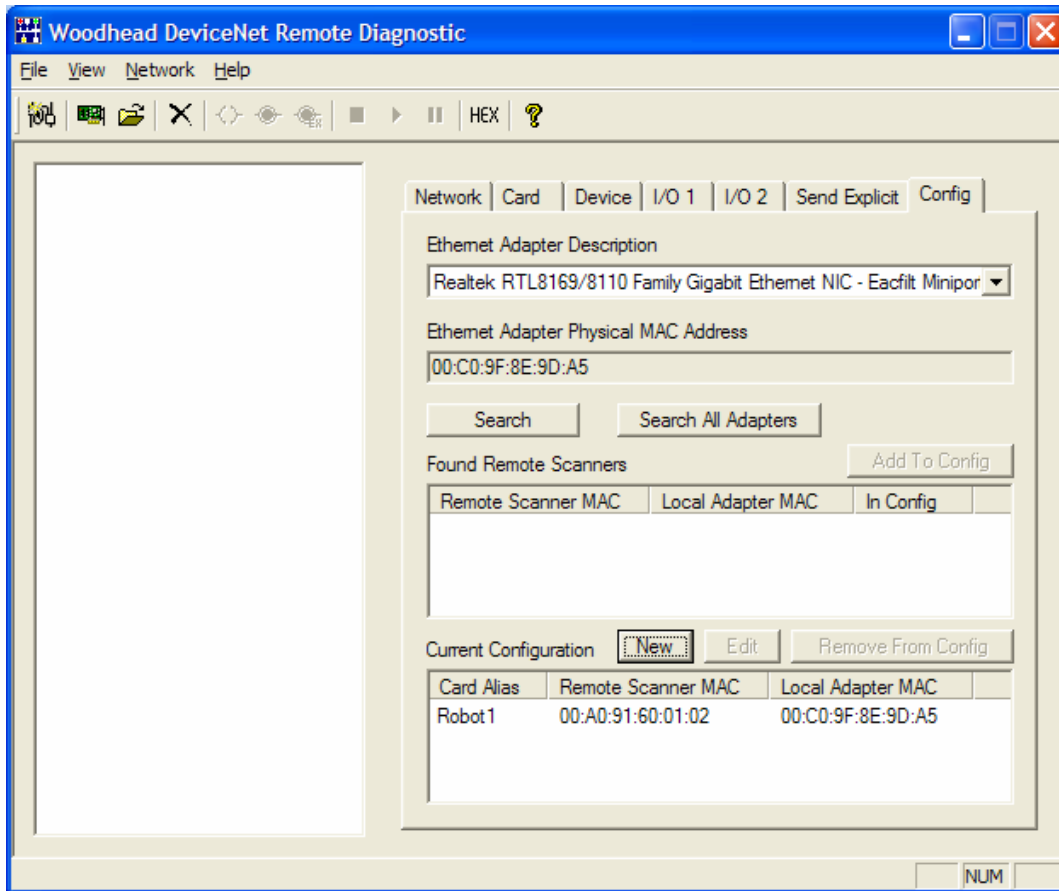 Woodhead DeviceNet Remote Diagnostic
File View Network Help
HEX
Network Card Device I/O 1 I/O 2 Send Explicit Config
Ethernet Adapter Description
Realtek RTL8169/8110 Family Gigabit Ethernet NIC - Eacfilt Minipor
Ethernet Adapter Physical MAC Address
00:C0:9F:8E:9D:A5
Search Search All Adapters
Add To Config
Found Remote Scanners
Remote Scanner MAC Local Adapter MAC In Config
Current Configuration New Edit Remove From Config
Card Alias Remote Scanner MAC Local Adapter MAC
Robot1 00:A0:91:60:01:02 00:C0:9F:8E:9D:A5
NUM